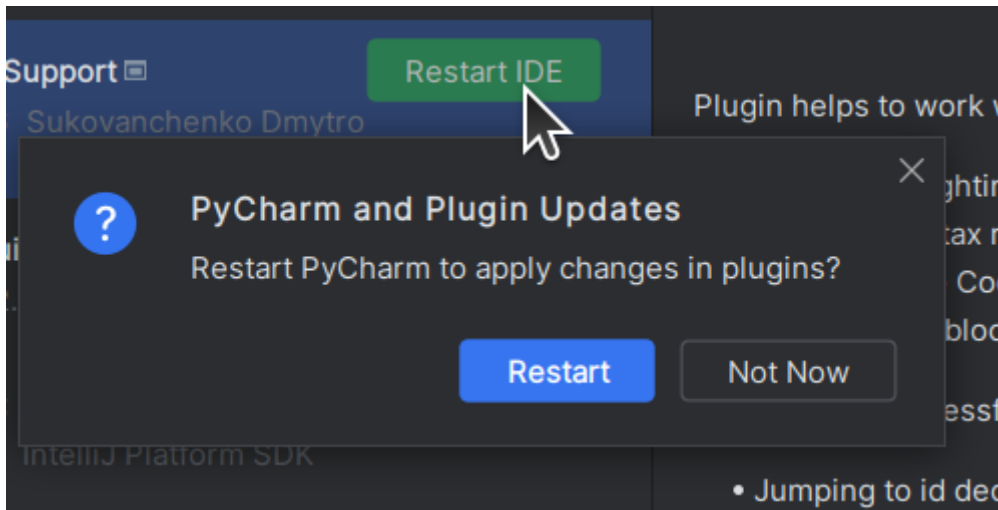 Support
Restart IDE
Sukovanchenko Dmytro
Plugin helps to work
PyCharm and Plugin Updates
Restart PyCharm to apply changes in plugins?
Restart
Not Now
IntelliJ Platform SDK
• Jumping to id